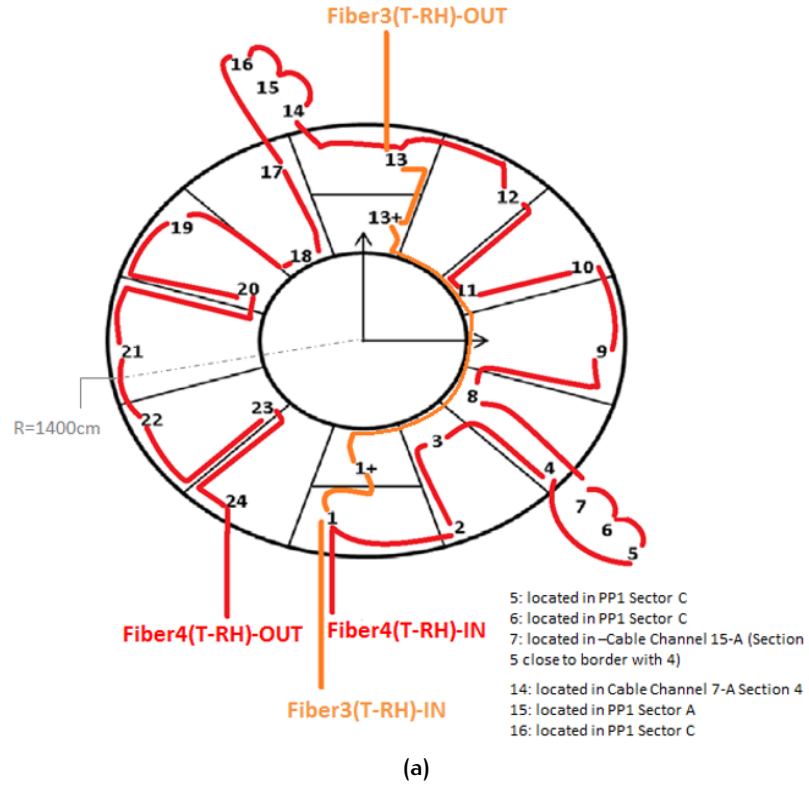 Fiber3(T-RH)-OUT
16
15
14
13
17
12
13+
19
18
10
20
11
21
9
8
R=1400cm
22
23
3
1+
4
24
7
1
2
6
5
Fiber4(T-RH)-OUT
Fiber4(T-RH)-IN
Fiber3(T-RH)-IN
5: located in PP1 Sector C
6: located in PP1 Sector C
7: located in –Cable Channel 15-A (Section
5 close to border with 4)
14: located in Cable Channel 7-A Section 4
15: located in PP1 Sector A
16: located in PP1 Sector C
(a)